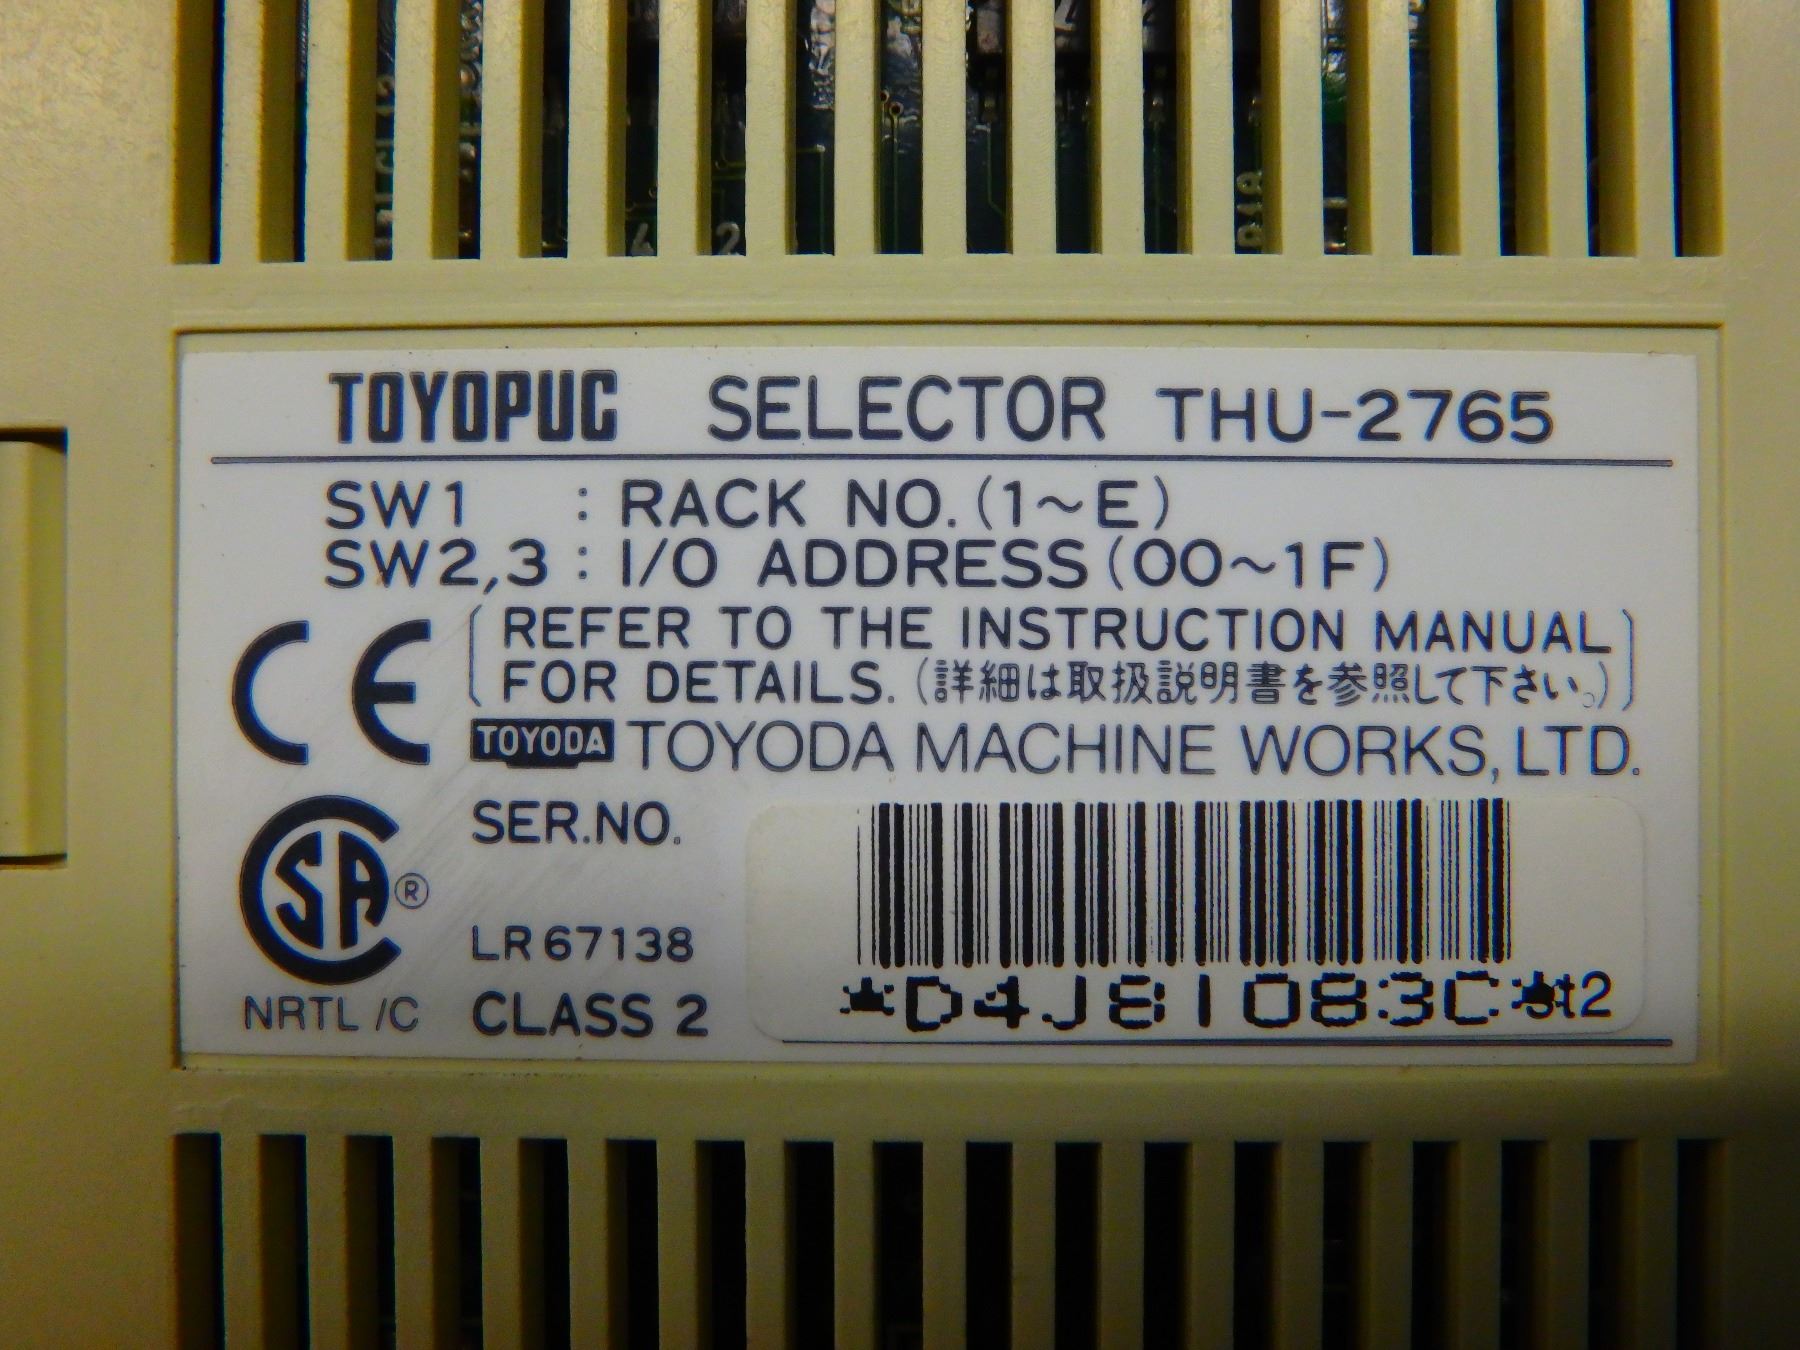 TOYOPUC SELECTOR THU-2765
SW1 : RACK NO. (1~E)
SW2,3 : I/O ADDRESS (00~1F)
REFER TO THE INSTRUCTION MANUAL
FOR DETAILS. (詳細は取扱説明書を参照して下さい。)
CE
TOYODA TOYODA MACHINE WORKS, LTD.
SER.NO.
SA ®
LR 67138
NRTL /C CLASS 2
*D4J81083C*